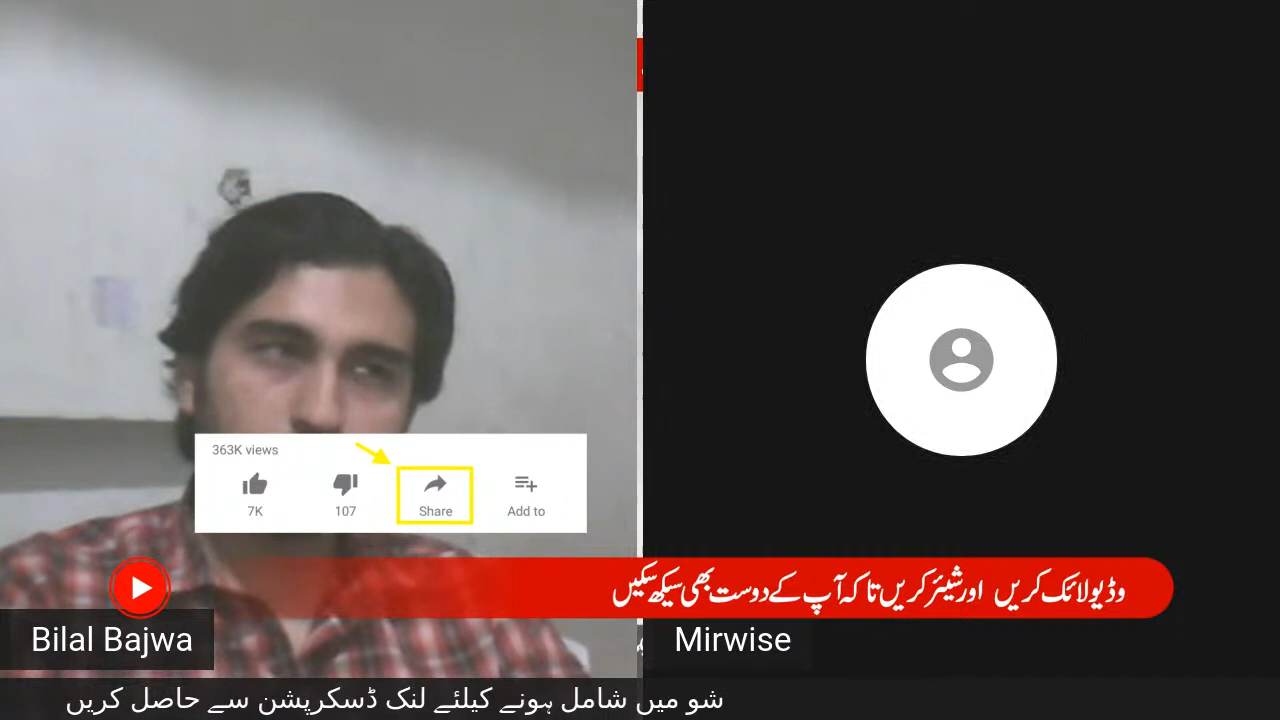 363K views
7K
107
Share
Add to
وڈیو لائک کریں اور شیئر کریں تاکہ آپ کے دوست بھی سیکھ سکیں
Bilal Bajwa
Mirwise
شو میں شامل ہونے کیلئے لنک ڈسکرپشن سے حاصل کریں